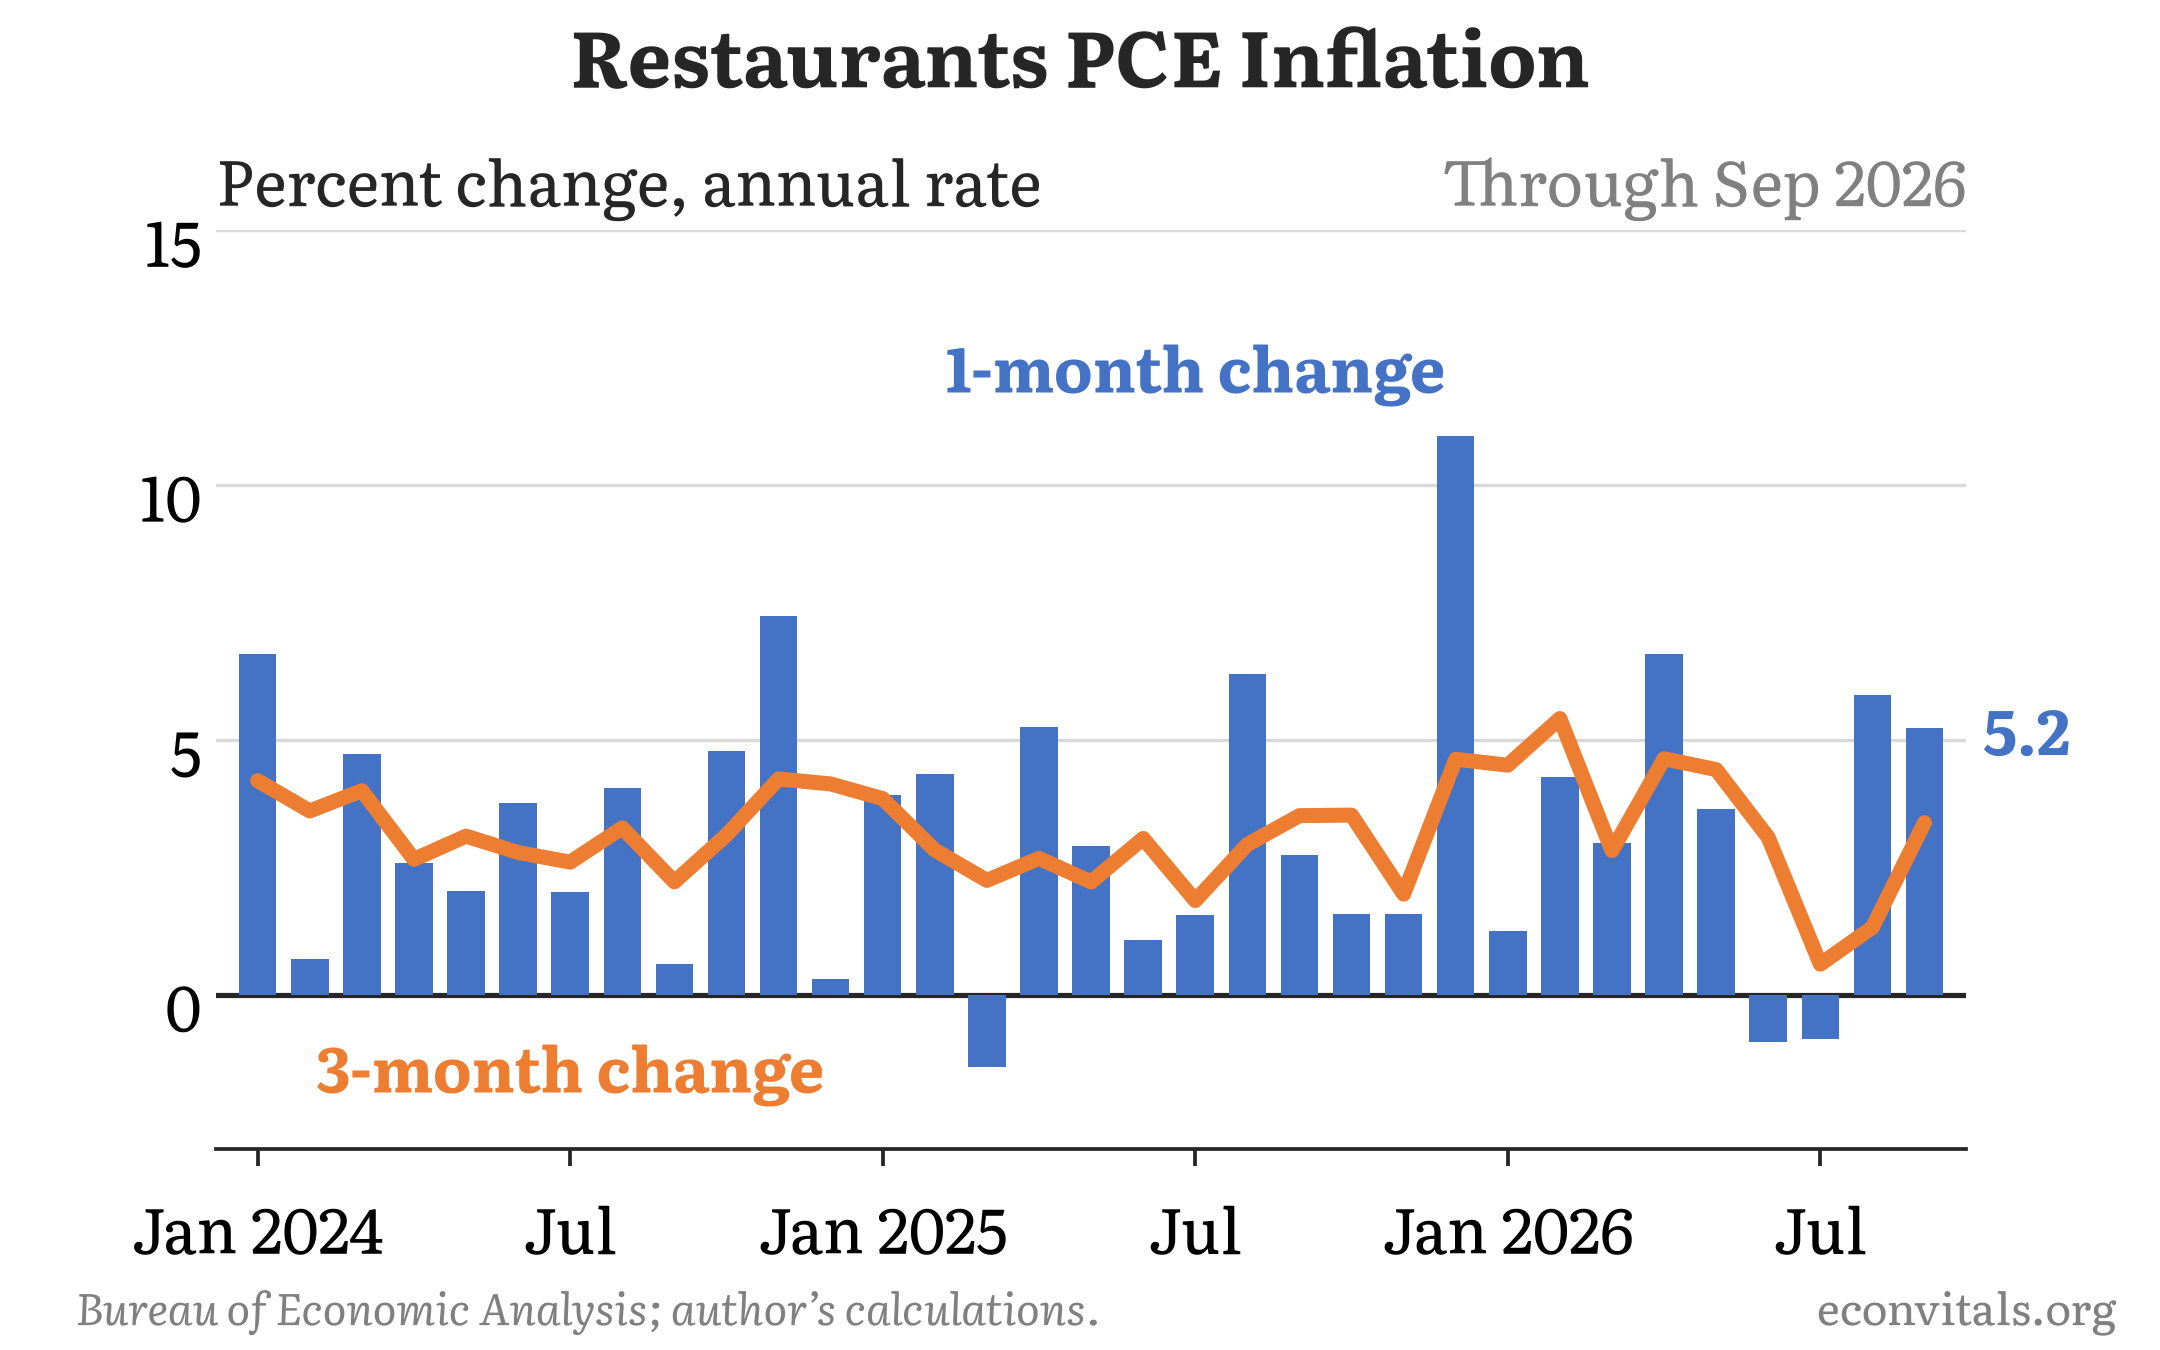 Restaurants PCE Inflation
Percent change, annual rate
Through Sep 2026
15
1-month change
10
5
5.2
0
3-month change
Jan 2024
Jul
Jan 2025
Jul
Jan 2026
Jul
Bureau of Economic Analysis; author’s calculations.
econvitals.org